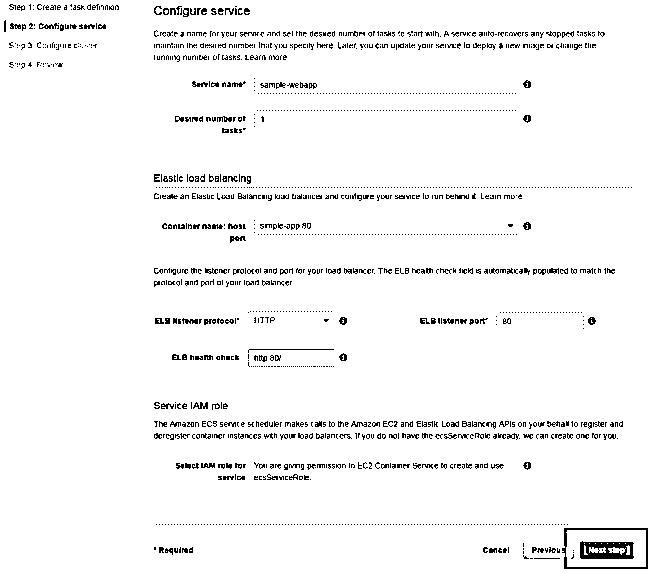 Step 1: Create a task definition
Step 2: Configure service
Step 3: Configure cluster
Step 4: Review
Configure service
Create a name for your service and set the desired number of tasks to start with. A service auto-recovers any stopped tasks to
maintain the desired number that you specify here. Later, you can update your service to deploy a new image or change the
running number of tasks. Learn more
Service name*
sample-webapp
Desired number of
tasks*
1
Elastic load balancing
Create an Elastic Load Balancing load balancer and configure your service to run behind it. Learn more
Container name: host
port
simple-app:80
Configure the listener protocol and port for your load balancer. The ELB health check field is automatically populated to match the
protocol and port of your load balancer
ELB listener protocol*
HTTP
ELB listener port*
80
ELB health check
http:80/
Service IAM role
The Amazon ECS service scheduler makes calls to the Amazon EC2 and Elastic Load Balancing APIs on your behalf to register and
deregister container instances with your load balancers. If you do not have the ecsServiceRole already, we can create one for you.
Select IAM role for
service
You are giving permission to EC2 Container Service to create and use
ecsServiceRole.
* Required
Cancel
Previous
Next step